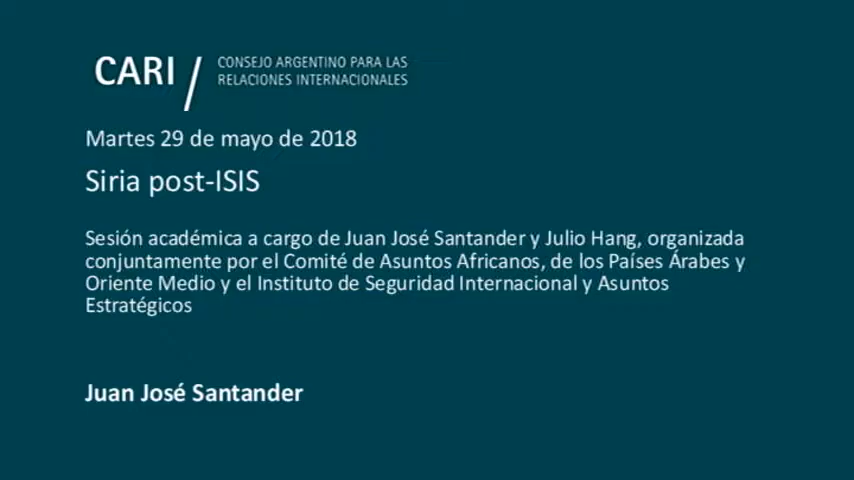 CARI / CONSEJO ARGENTINO PARA LAS
RELACIONES INTERNACIONALES
Martes 29 de mayo de 2018
Siria post-ISIS
Sesión académica a cargo de Juan José Santander y Julio Hang, organizada
conjuntamente por el Comité de Asuntos Africanos, de los Países Árabes y
Oriente Medio y el Instituto de Seguridad Internacional y Asuntos
Estratégicos
Juan José Santander